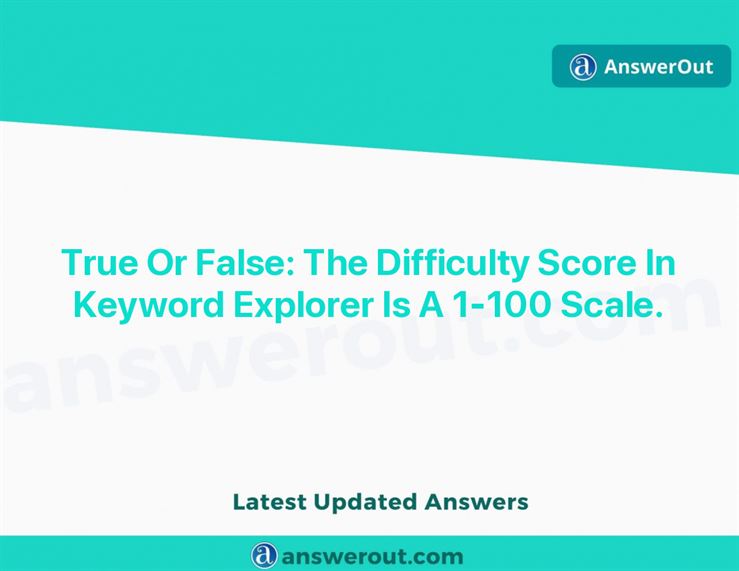 AnswerOut
True Or False: The Difficulty Score In
Keyword Explorer Is A 1-100 Scale.
answerout.com
Latest Updated Answers
answerout.com